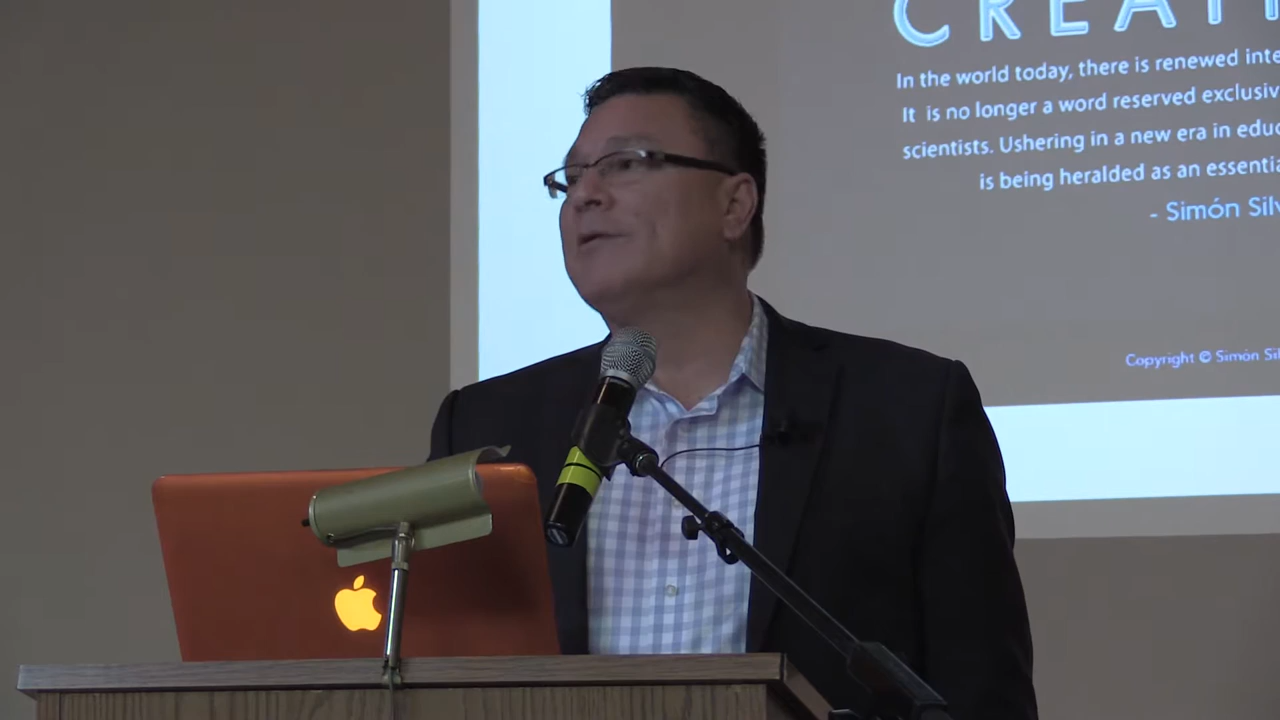 CREATI
In the world today, there is renewed inte
It is no longer a word reserved exclusiv
scientists. Ushering in a new era in educ
is being heralded as an essentia
- Simón Silv
Copyright © Simón Sil